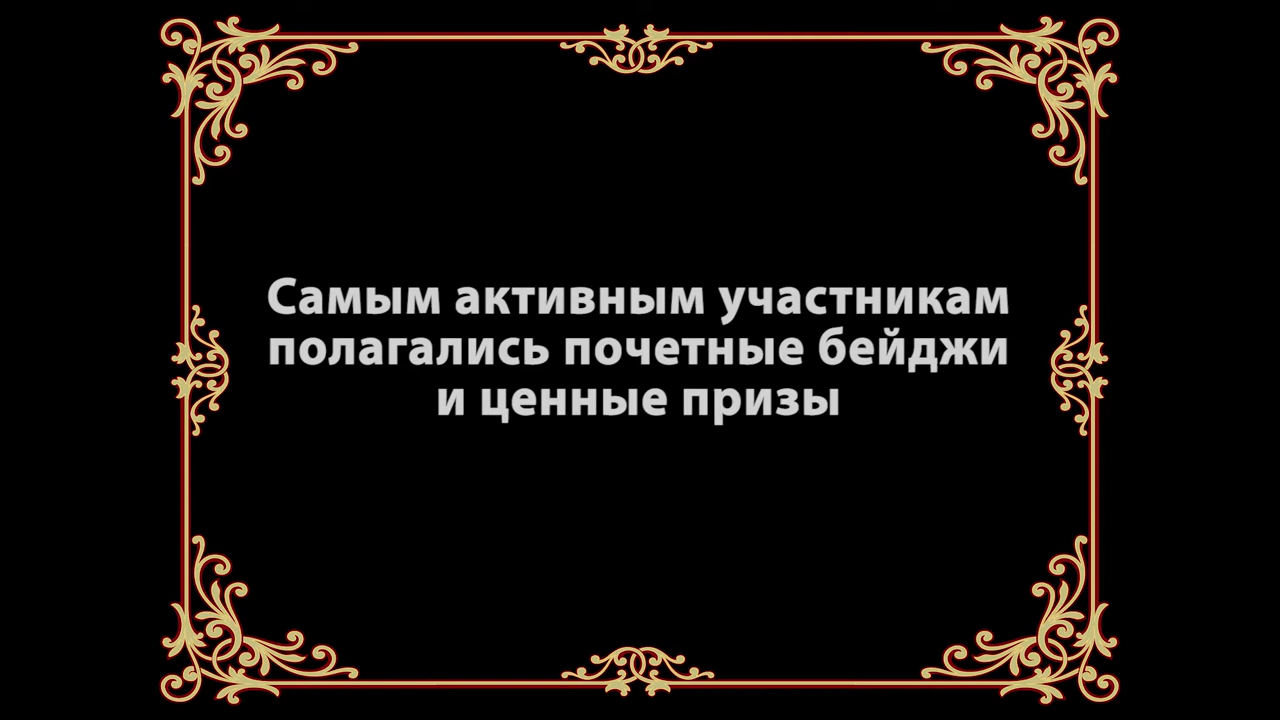 Самым активным участникам
полагались почетные бейджи
и ценные призы